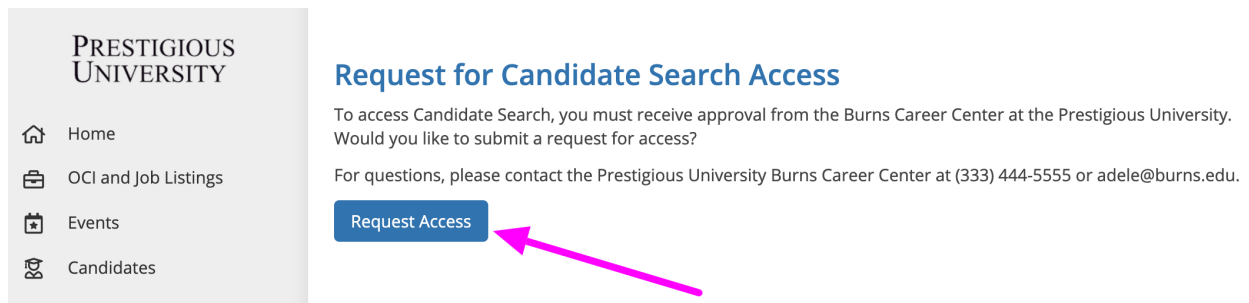 PRESTIGIOUS
UNIVERSITY
Home
OCI and Job Listings
Events
Candidates
Request for Candidate Search Access
To access Candidate Search, you must receive approval from the Burns Career Center at the Prestigious University.
Would you like to submit a request for access?
For questions, please contact the Prestigious University Burns Career Center at (333) 444-5555 or adele@burns.edu.
Request Access